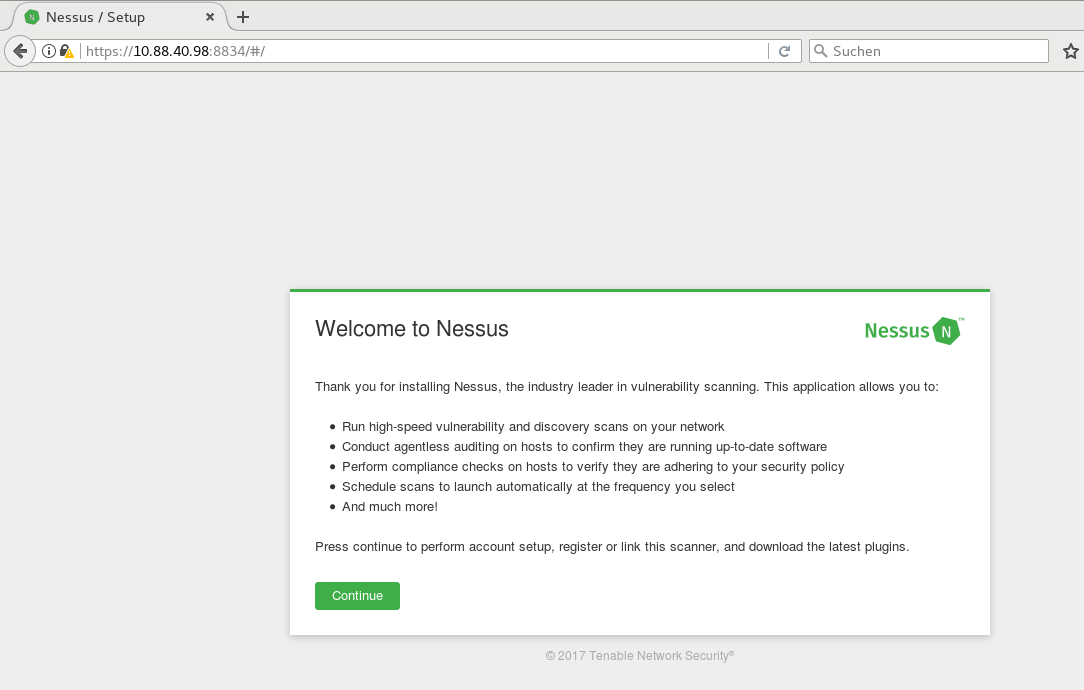 Nessus / Setup
https://10.88.40.98:8834/#/
Suchen
Welcome to Nessus
Nessus N ™
Thank you for installing Nessus, the industry leader in vulnerability scanning. This application allows you to:
• Run high-speed vulnerability and discovery scans on your network
• Conduct agentless auditing on hosts to confirm they are running up-to-date software
• Perform compliance checks on hosts to verify they are adhering to your security policy
• Schedule scans to launch automatically at the frequency you select
• And much more!
Press continue to perform account setup, register or link this scanner, and download the latest plugins.
Continue
© 2017 Tenable Network Security®